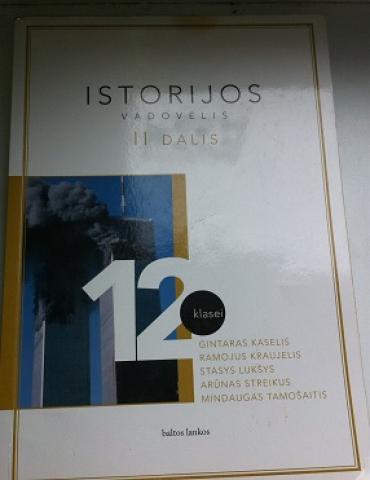 ISTORIJOS
VADOVĖLIS
II DALIS
12
klasei
GINTARAS KASELIS
RAMOJUS KRAUJELIS
STASYS LUKŠYS
ARŪNAS STREIKUS
MINDAUGAS TAMOŠAITIS
baltos lankos